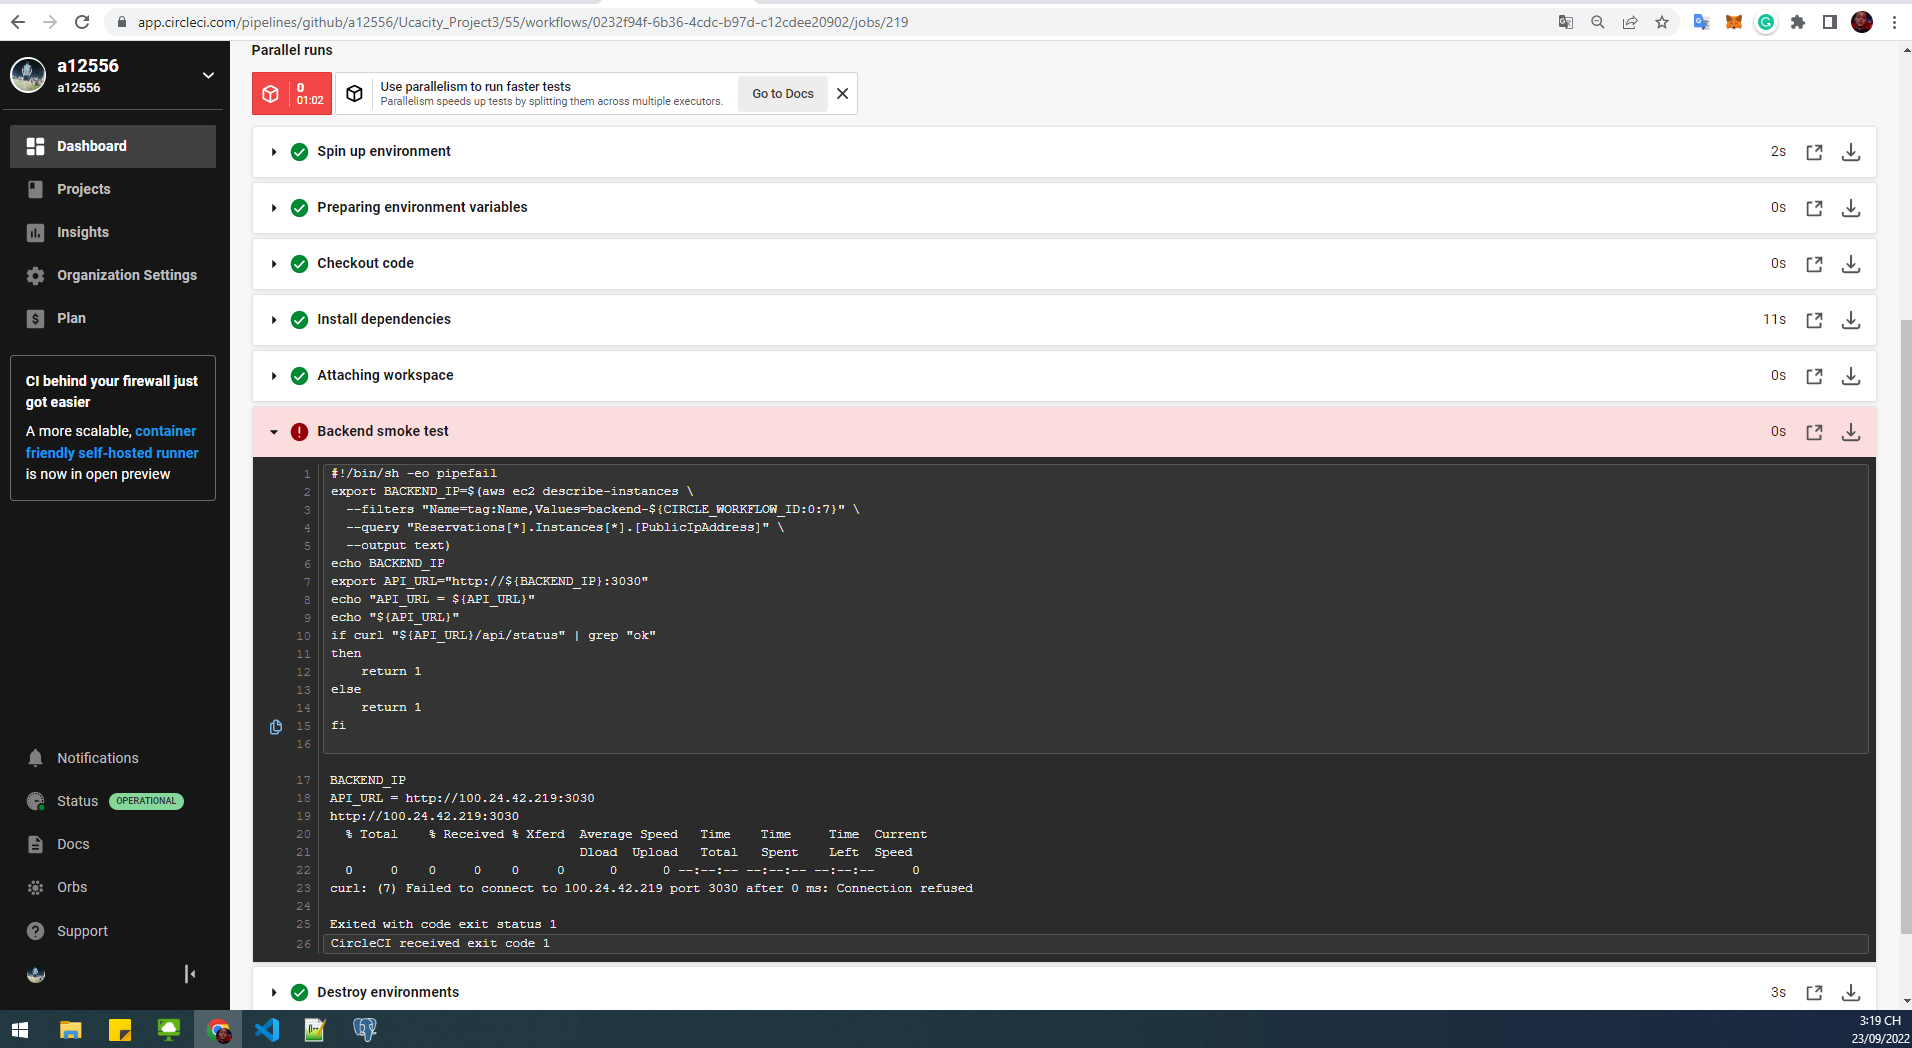 app.circleci.com/pipelines/github/a12556/Ucacity_Project3/55/workflows/0232f94f-6b36-4cdc-b97d-c12cdee20902/jobs/219
a12556
a12556
Dashboard
Projects
Insights
Organization Settings
Plan
CI behind your firewall just
got easier
A more scalable, container
friendly self-hosted runner
is now in open preview
Notifications
Status OPERATIONAL
Docs
Orbs
Support
Parallel runs
0
01:02
Use parallelism to run faster tests
Parallelism speeds up tests by splitting them across multiple executors.
Go to Docs
Spin up environment 2s
Preparing environment variables 0s
Checkout code 0s
Install dependencies 11s
Attaching workspace 0s
Backend smoke test 0s
1 #!/bin/sh -eo pipefail
2 export BACKEND_IP=$(aws ec2 describe-instances \
3 --filters "Name=tag:Name,Values=backend-${CIRCLE_WORKFLOW_ID:0:7}" \
4 --query "Reservations[*].Instances[*].[PublicIpAddress]" \
5 --output text)
6 echo BACKEND_IP
7 export API_URL="http://${BACKEND_IP}:3030"
8 echo "API_URL = ${API_URL}"
9 echo "${API_URL}"
10 if curl "${API_URL}/api/status" | grep "ok"
11 then
12 return 1
13 else
14 return 1
15 fi
16
17 BACKEND_IP
18 API_URL = http://100.24.42.219:3030
19 http://100.24.42.219:3030
20 % Total % Received % Xferd Average Speed Time Time Time Current
21 Dload Upload Total Spent Left Speed
22 0 0 0 0 0 0 0 0 --:--:-- --:--:-- --:--:-- 0
23 curl: (7) Failed to connect to 100.24.42.219 port 3030 after 0 ms: Connection refused
24
25 Exited with code exit status 1
26 CircleCI received exit code 1
Destroy environments 3s
3:19 CH
23/09/2022